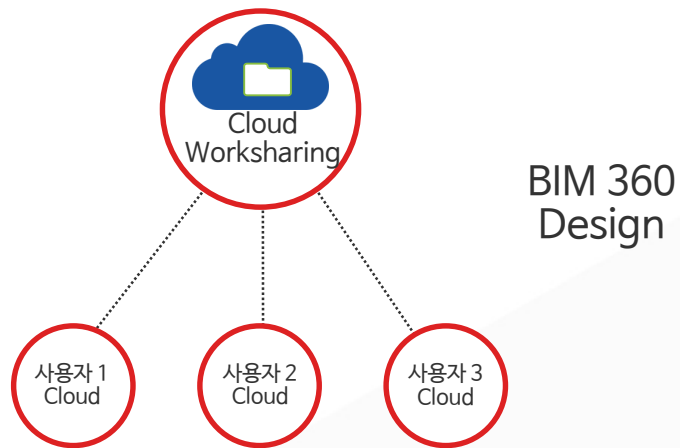 Cloud
Worksharing
BIM 360
Design
사용자 1
Cloud
사용자 2
Cloud
사용자 3
Cloud